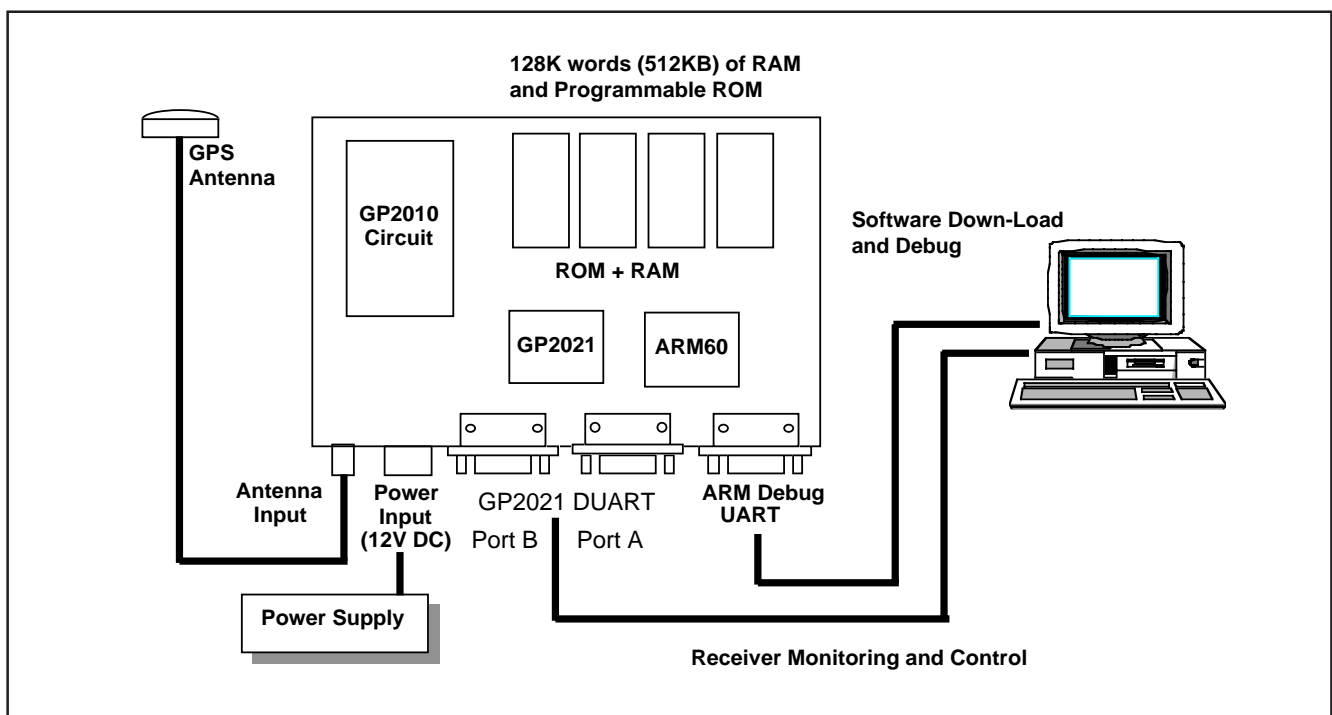 128K words (512KB) of RAM
and Programmable ROM
GPS
Antenna
GP2010
Circuit
ROM + RAM
GP2021
ARM60
Software Down-Load
and Debug
Antenna
Input
Power
Input
(12V DC)
GP2021 DUART
Port B
Port A
ARM Debug
UART
Power Supply
Receiver Monitoring and Control